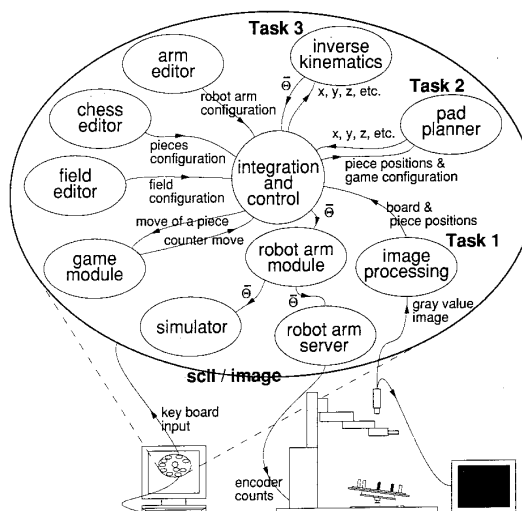 Task 3
arm
editor
inverse
kinematics
Θ
x, y, z, etc.
robot arm
configuration
Task 2
chess
editor
pad
planner
x, y, z, etc.
pieces
configuration
integration
and
control
piece positions &
game configuration
field
editor
field
configuration
move of a piece
counter move
Θ
board &
piece positions
Task 1
game
module
robot arm
module
image
processing
Θ
Θ
gray value
image
simulator
robot arm
server
scil / image
key board
input
encoder
counts